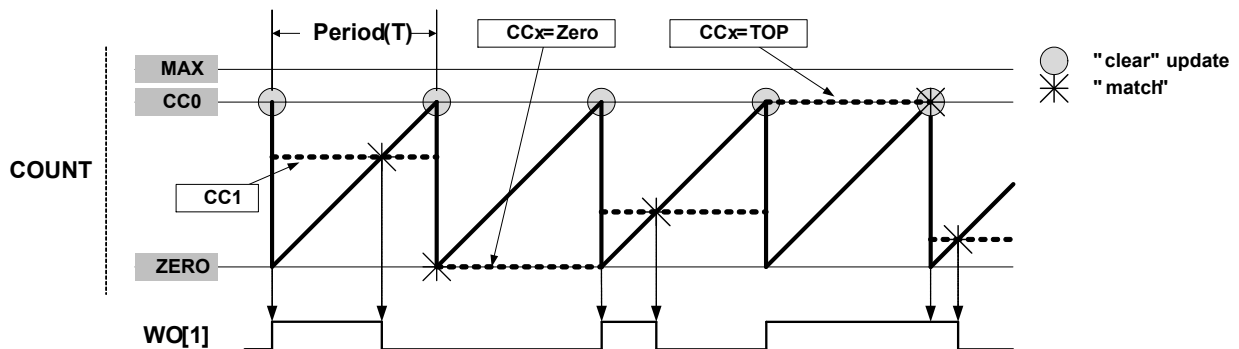 Period(T)
CCx=Zero
CCx=TOP
"clear" update
"match"
MAX
CC0
COUNT
CC1
ZERO
WO[1]